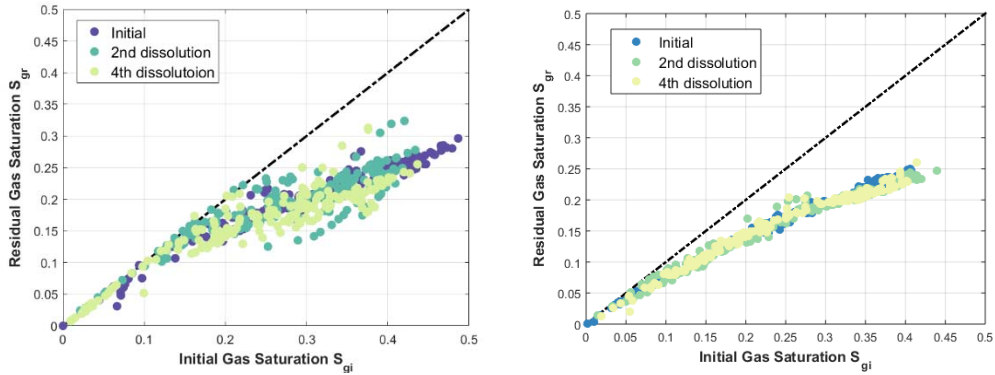 0.5
0.45
0.4
0.35
0.3
0.25
0.2
0.15
0.1
0.05
0
Residual Gas Saturation S_gr
Initial
2nd dissolution
4th dissolutoion
0 0.1 0.2 0.3 0.4 0.5
Initial Gas Saturation S_gi
0.5
0.45
0.4
0.35
0.3
0.25
0.2
0.15
0.1
0.05
0
Residual Gas Saturation S_gr
Initial
2nd dissolution
4th dissolution
0 0.05 0.1 0.15 0.2 0.25 0.3 0.35 0.4 0.45 0.5
Initial Gas Saturation S_gi